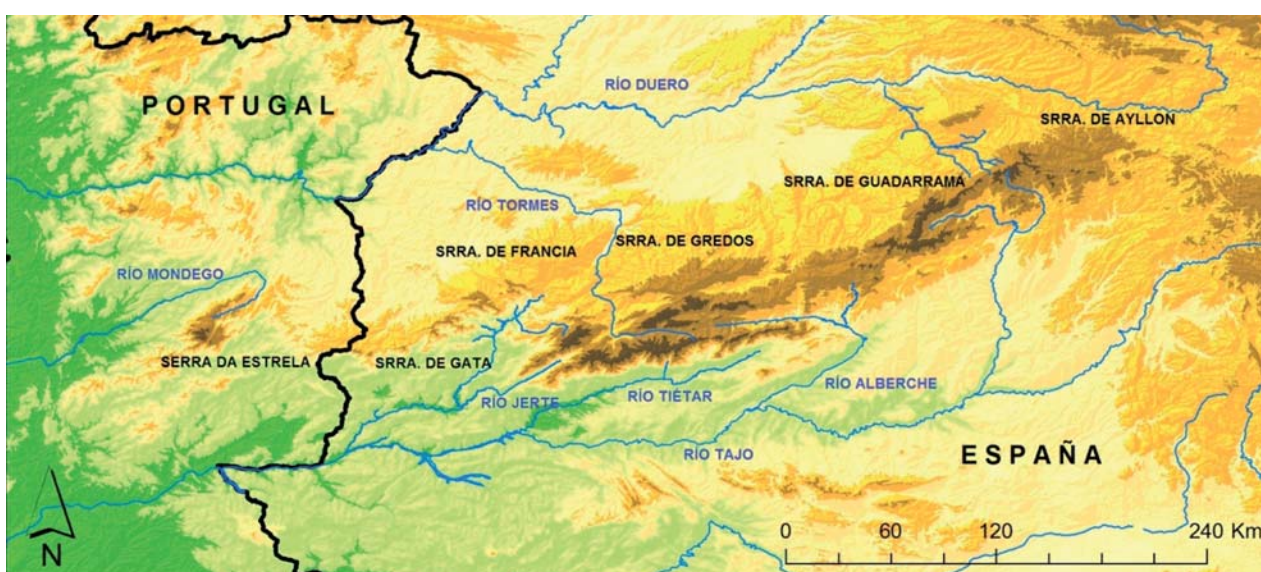 RÍO DUERO
PORTUGAL
SRRA. DE AYLLON
SRRA. DE GUADARRAMA
RÍO TORMES
SRRA. DE GREDOS
SRRA. DE FRANCIA
RÍO MONDEGO
SERRA DA ESTRELA
SRRA. DE GATA
RÍO ALBERCHE
RÍO JERTE
RÍO TIÉTAR
RÍO TAJO
ESPAÑA
0 60 120 240 Km
N